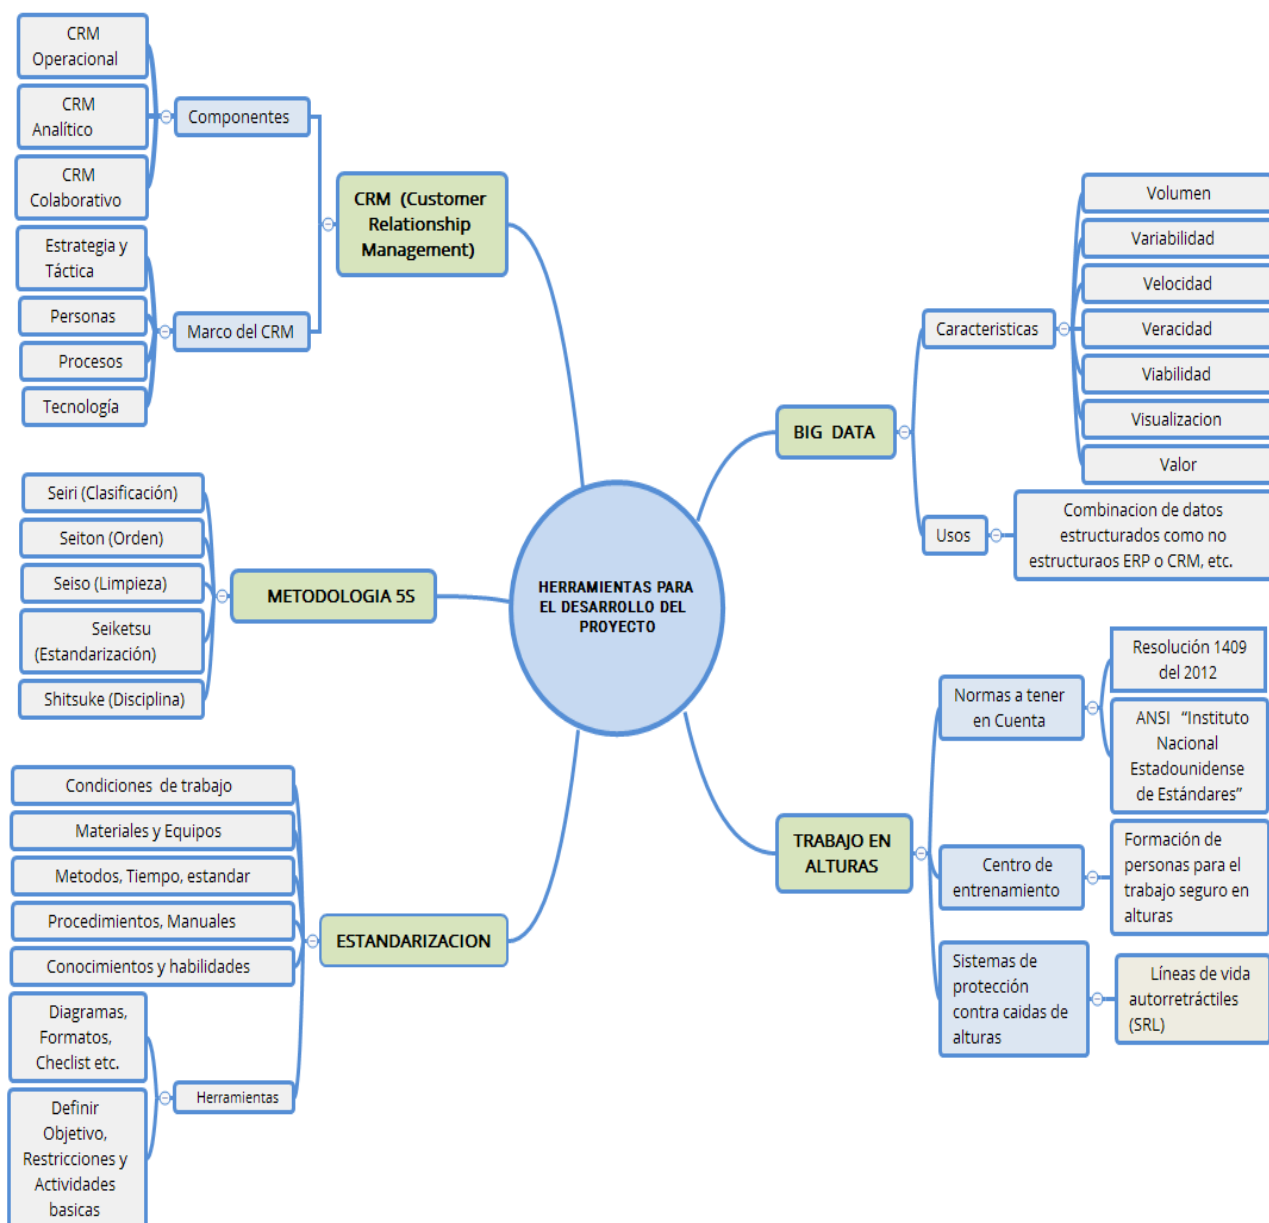 CRM
Operacional
CRM
Analítico
CRM
Colaborativo
Componentes
CRM (Customer
Relationship
Management)
Estrategia y
Táctica
Personas
Procesos
Tecnología
Marco del CRM
Seiri (Clasificación)
Seiton (Orden)
Seiso (Limpieza)
Seiketsu
(Estandarización)
Shitsuke (Disciplina)
METODOLOGIA 5S
Condiciones de trabajo
Materiales y Equipos
Metodos, Tiempo, estandar
Procedimientos, Manuales
Conocimientos y habilidades
ESTANDARIZACION
Diagramas,
Formatos,
Checlist etc.
Herramientas
Definir
Objetivo,
Restricciones y
Actividades
basicas
HERRAMIENTAS PARA
EL DESARROLLO DEL
PROYECTO
BIG DATA
Caracteristicas
Volumen
Variabilidad
Velocidad
Veracidad
Viabilidad
Visualizacion
Valor
Usos
Combinacion de datos
estructurados como no
estructuraos ERP o CRM, etc.
TRABAJO EN
ALTURAS
Normas a tener
en Cuenta
Resolución 1409
del 2012
ANSI “Instituto
Nacional
Estadounidense
de Estándares”
Centro de
entrenamiento
Formación de
personas para el
trabajo seguro en
alturas
Sistemas de
protección
contra caidas de
alturas
Líneas de vida
autorretráctiles
(SRL)